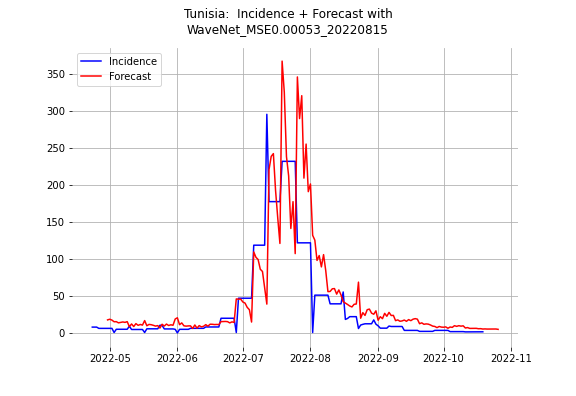 Tunisia:  Incidence + Forecast with
WaveNet_MSE0.00053_20220815
Incidence
Forecast
350
300
250
200
150
100
50
0
2022-05 2022-06 2022-07 2022-08 2022-09 2022-10 2022-11